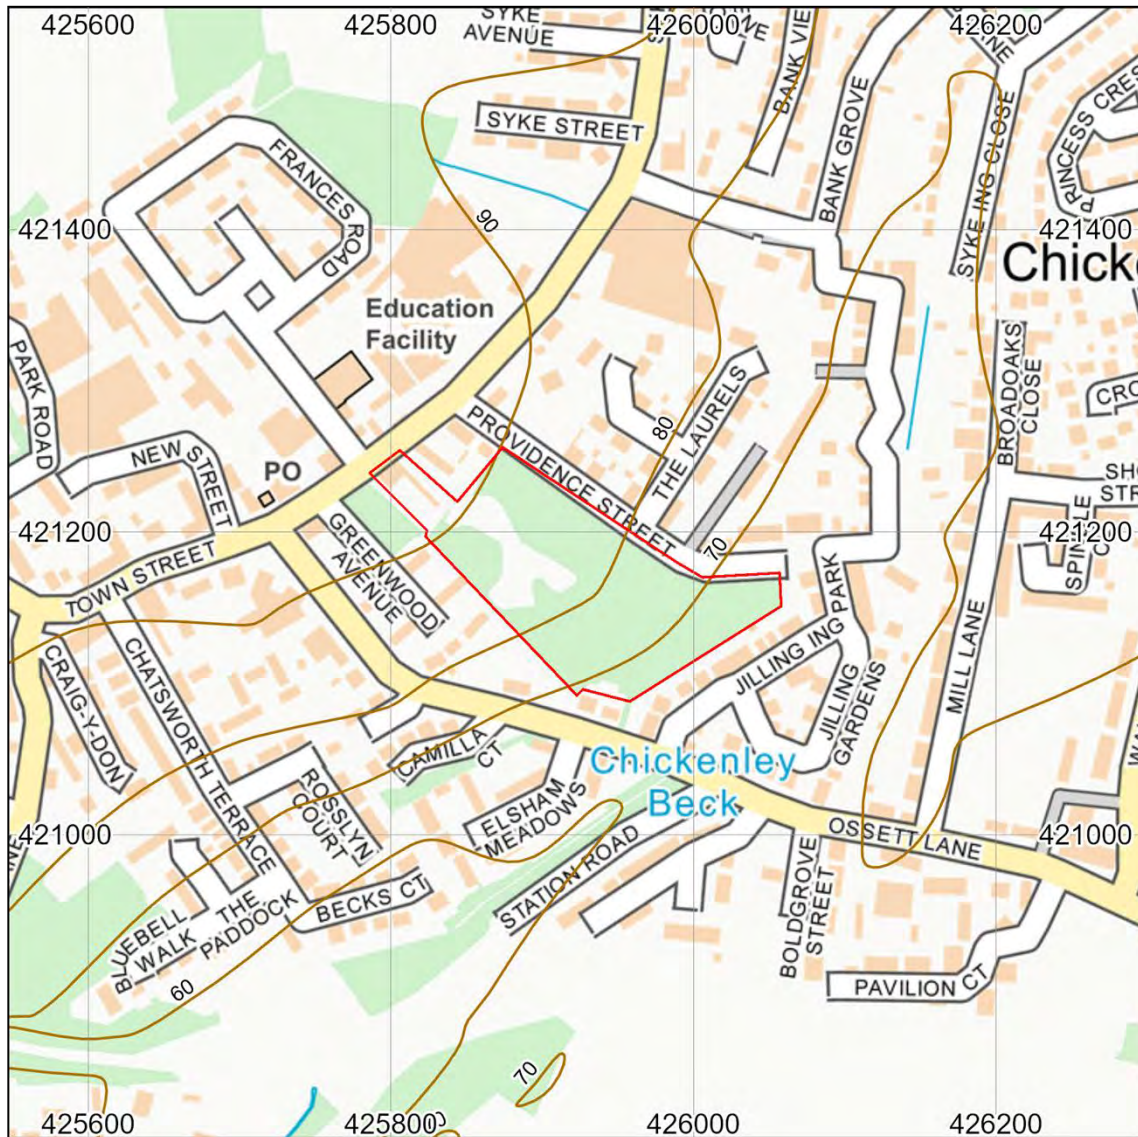 425600
425800
426000
426200
SYKE
AVENUE
BANK VIE
SYKE STREET
BANK GROVE
SYKE ING CLOSE
PRINCESS CRES
FRANCES
ROAD
90
421400
421400
Chicke
Education
Facility
PARK ROAD
PROVIDENCE STREET
80
THE LAURELS
BROADOAKS
CLOSE
CRO
NEW STREET
PO
SHO
STR
421200
421200
GREENWOOD
AVENUE
70
SPINDLE
C
TOWN STREET
JILLING ING PARK
CRAIG-Y-DON
CHATSWORTH TERRACE
JILLING
GARDENS
MILL LANE
CAMILLA
CT
Chickenley
Beck
ROSSLYN
COURT
ELSHAM
MEADOWS
421000
OSSETT LANE
421000
STATION ROAD
BECKS CT
THE
PADDOCK
BLUEBELL
WALK
BOLDGROVE
STREET
60
PAVILION CT
70
425600
425800
426000
426200